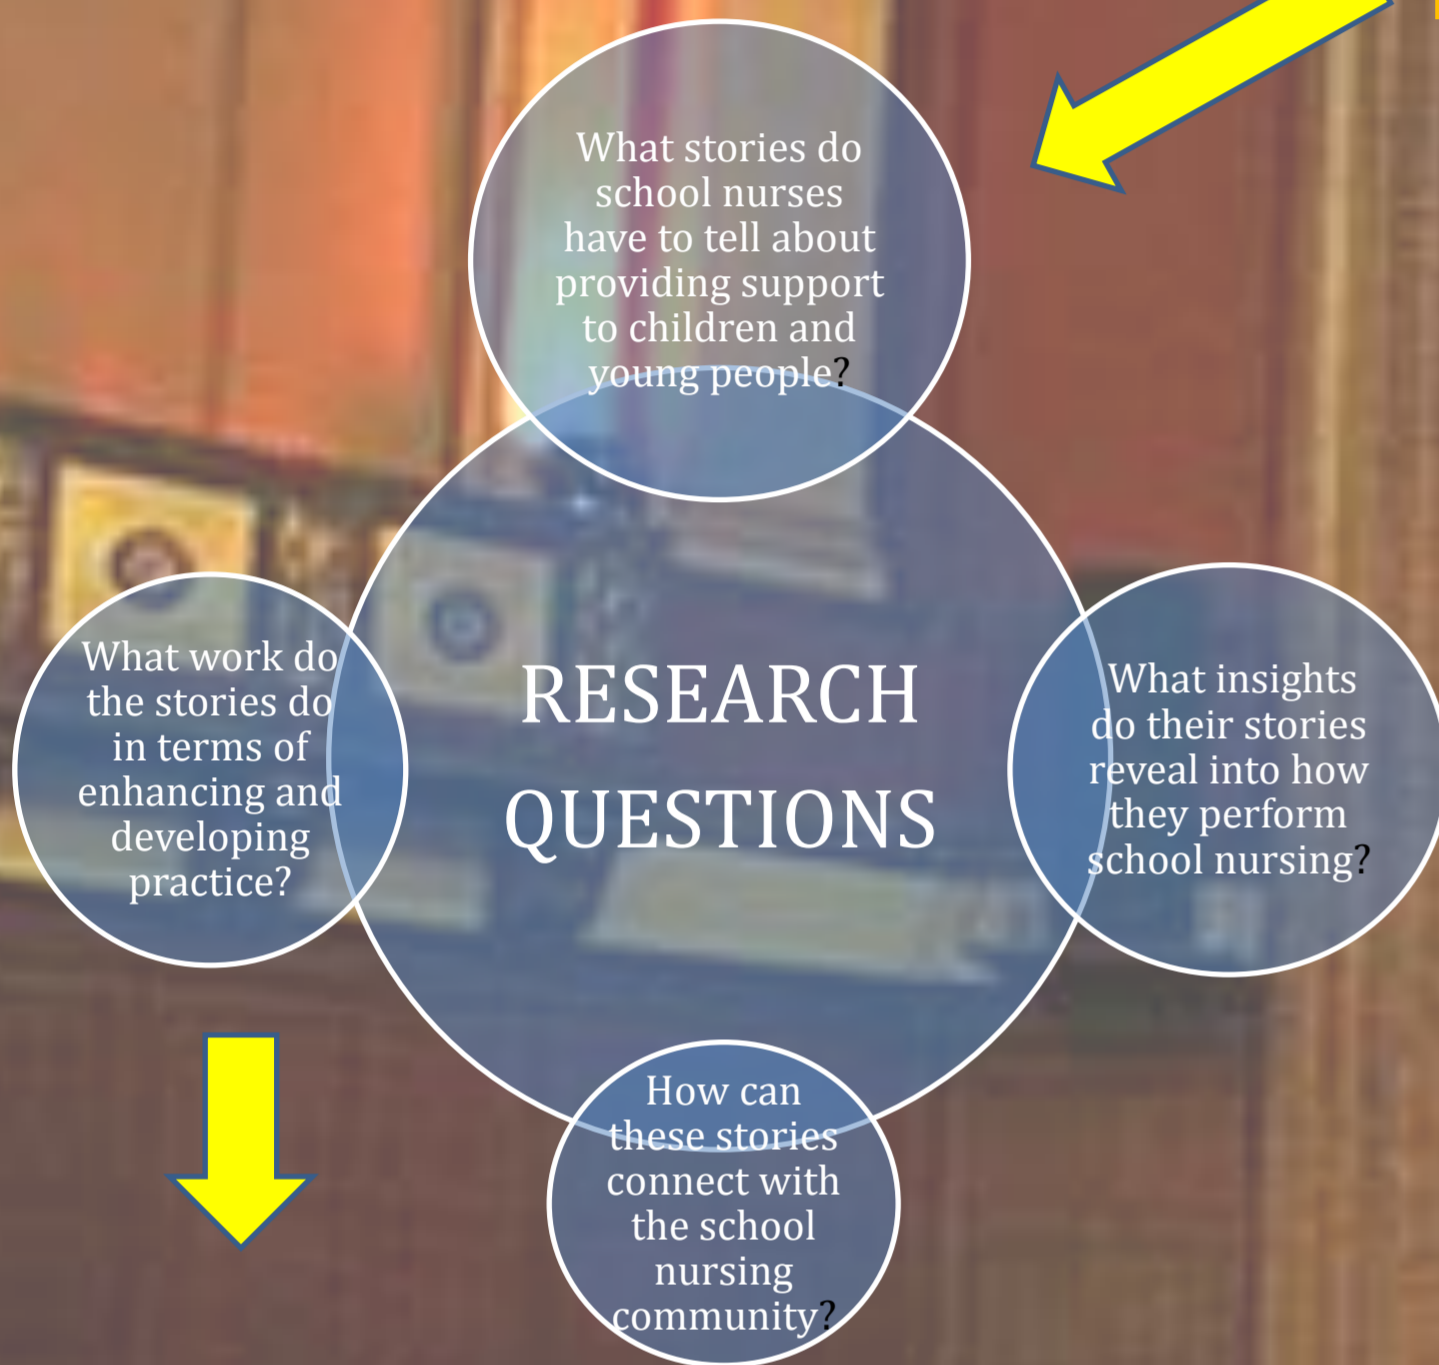 What stories do
school nurses
have to tell about
providing support
to children and
young people?
What work do
the stories do
in terms of
enhancing and
developing
practice?
RESEARCH
QUESTIONS
What insights
do their stories
reveal into how
they perform
school nursing?
How can
these stories
connect with
the school
nursing
community?